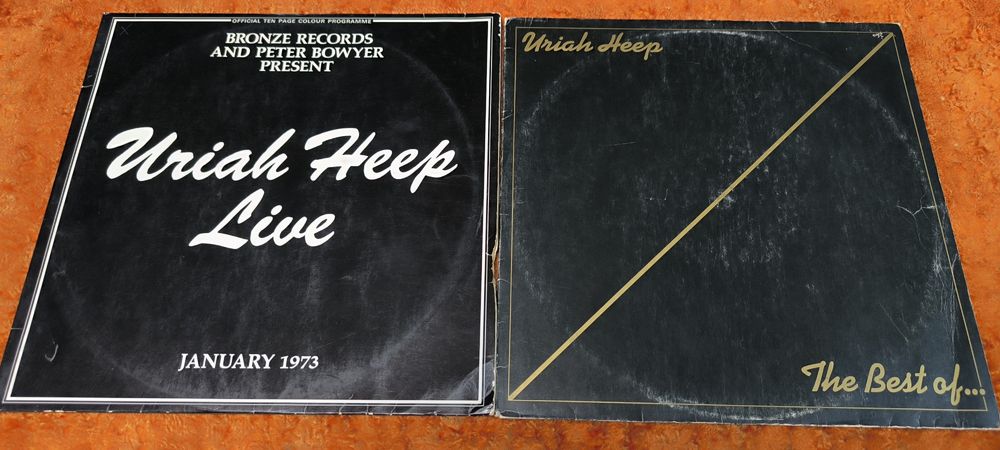 OFFICIAL TEN PAGE COLOUR PROGRAMME
BRONZE RECORDS
AND PETER BOWYER
PRESENT
Uriah Heep
Live
JANUARY 1973
Uriah Heep
The Best of...